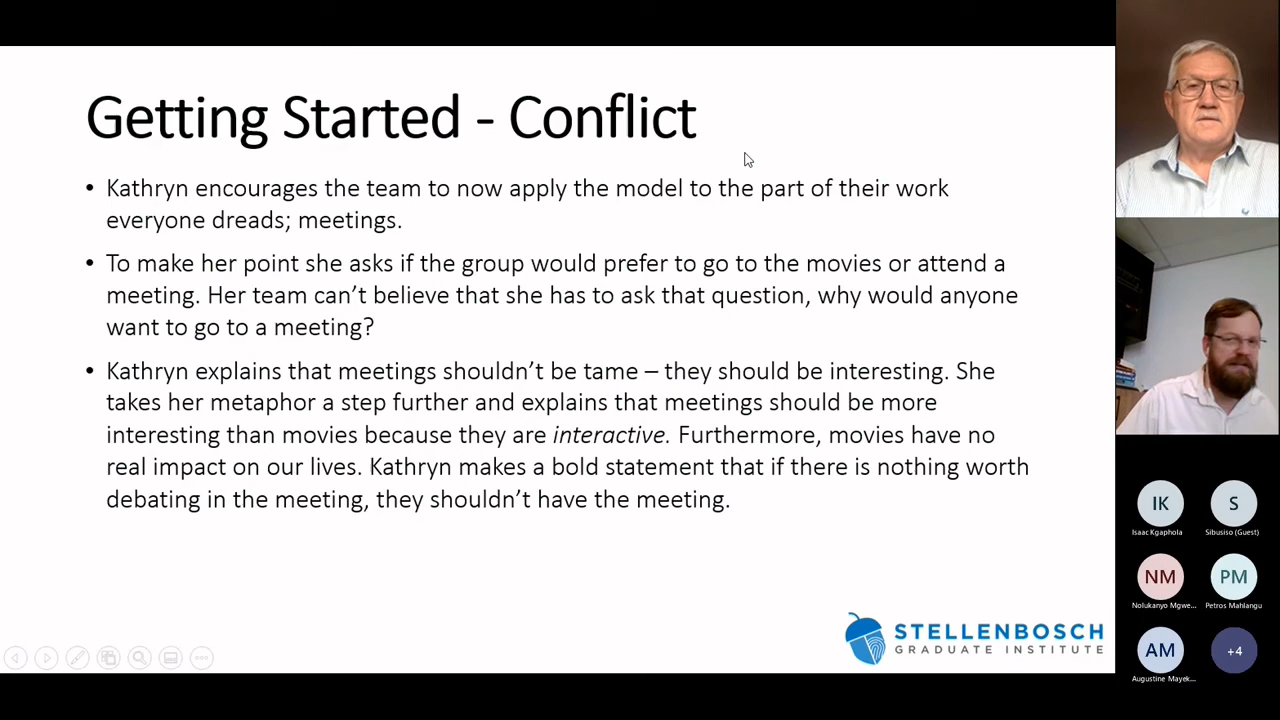 Getting Started - Conflict
• Kathryn encourages the team to now apply the model to the part of their work
everyone dreads; meetings.
• To make her point she asks if the group would prefer to go to the movies or attend a
meeting. Her team can’t believe that she has to ask that question, why would anyone
want to go to a meeting?
• Kathryn explains that meetings shouldn’t be tame – they should be interesting. She
takes her metaphor a step further and explains that meetings should be more
interesting than movies because they are interactive. Furthermore, movies have no
real impact on our lives. Kathryn makes a bold statement that if there is nothing worth
debating in the meeting, they shouldn’t have the meeting.
STELLENBOSCH
GRADUATE INSTITUTE
IK
Isaac Kgaphola
S
Sibusiso (Guest)
NM
Nolukanyo Mgwe...
PM
Petros Mahlangu
AM
Augustine Mayek...
+4